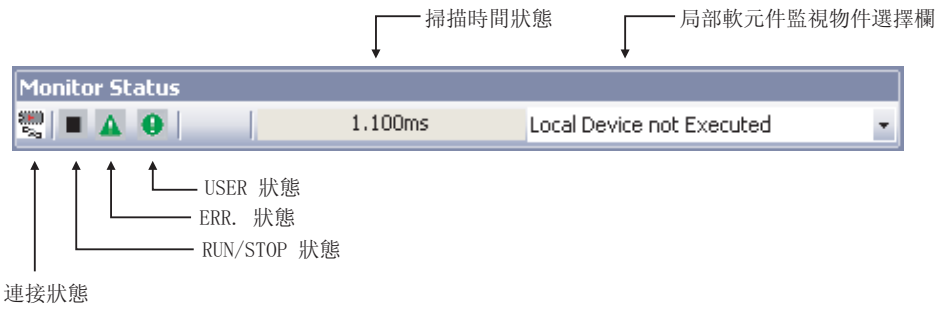 掃描時間狀態
局部軟元件監視物件選擇欄
Monitor Status
1.100ms
Local Device not Executed
USER 狀態
ERR. 狀態
RUN/STOP 狀態
連接狀態